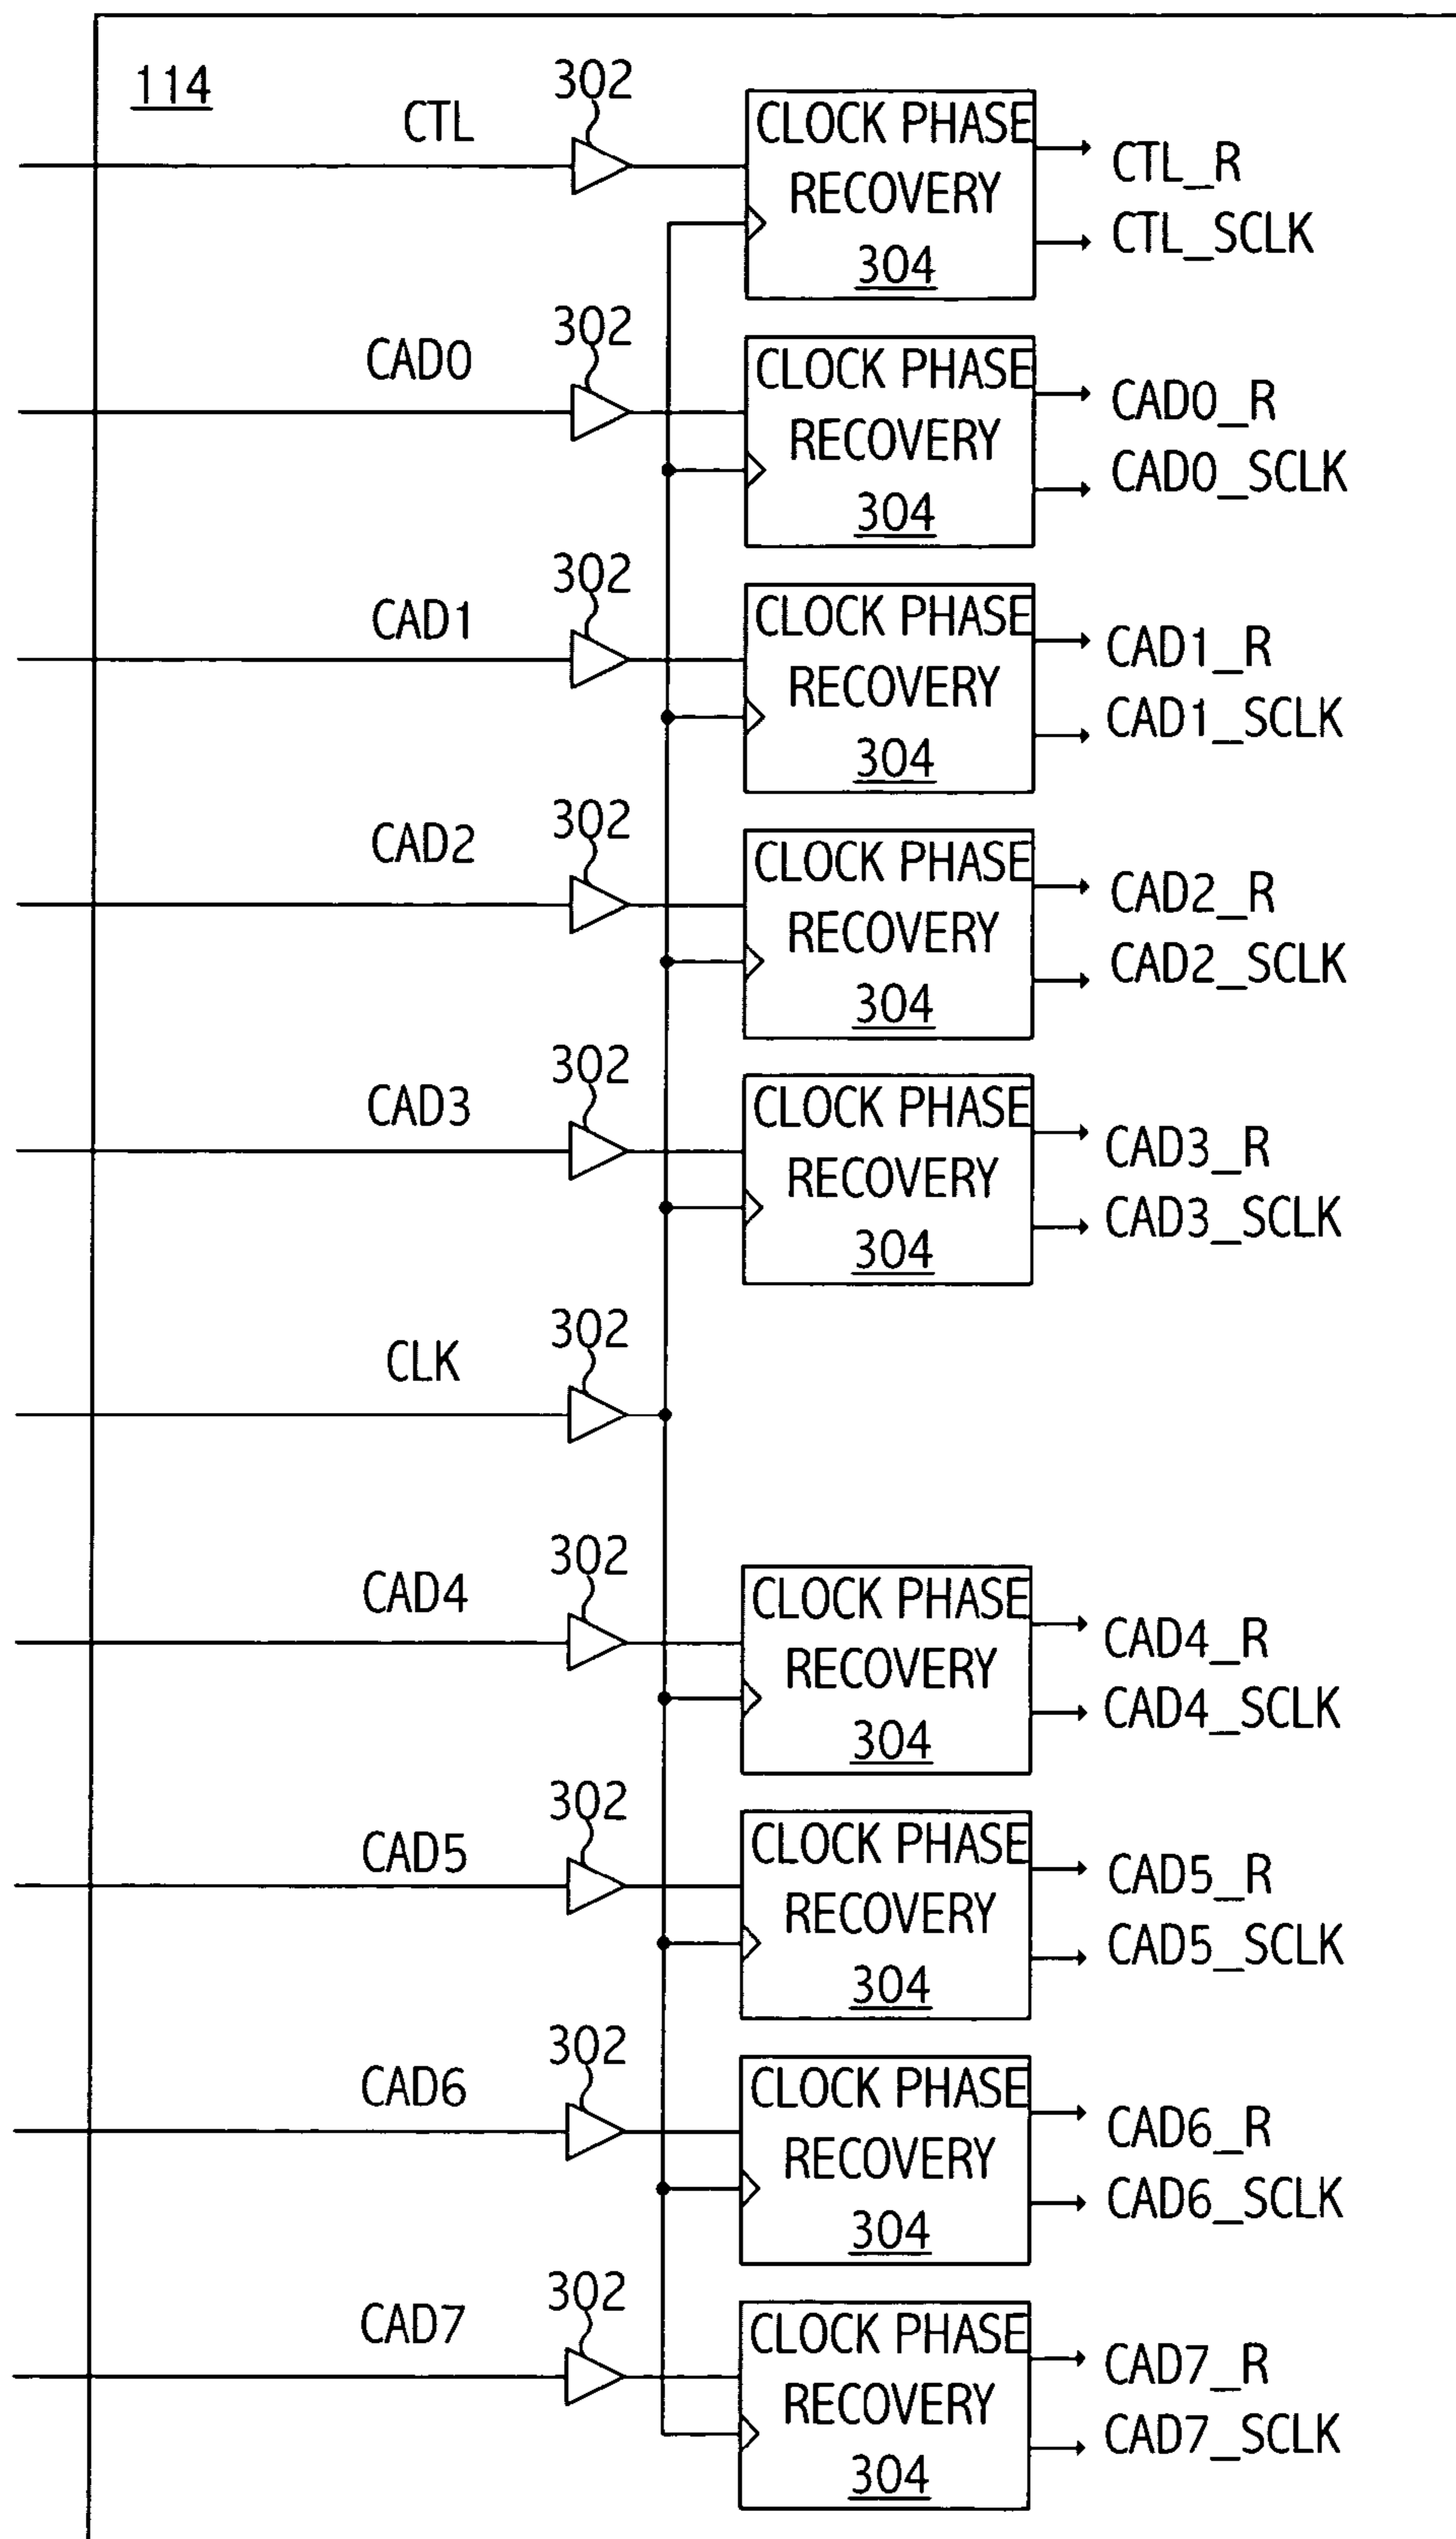 114
302
CTL
CLOCK PHASE
RECOVERY
304
CTL_R
CTL_SCLK
302
CAD0
CLOCK PHASE
RECOVERY
304
CAD0_R
CAD0_SCLK
302
CAD1
CLOCK PHASE
RECOVERY
304
CAD1_R
CAD1_SCLK
302
CAD2
CLOCK PHASE
RECOVERY
304
CAD2_R
CAD2_SCLK
302
CAD3
CLOCK PHASE
RECOVERY
304
CAD3_R
CAD3_SCLK
302
CLK
302
CAD4
CLOCK PHASE
RECOVERY
304
CAD4_R
CAD4_SCLK
302
CAD5
CLOCK PHASE
RECOVERY
304
CAD5_R
CAD5_SCLK
302
CAD6
CLOCK PHASE
RECOVERY
304
CAD6_R
CAD6_SCLK
302
CAD7
CLOCK PHASE
RECOVERY
304
CAD7_R
CAD7_SCLK